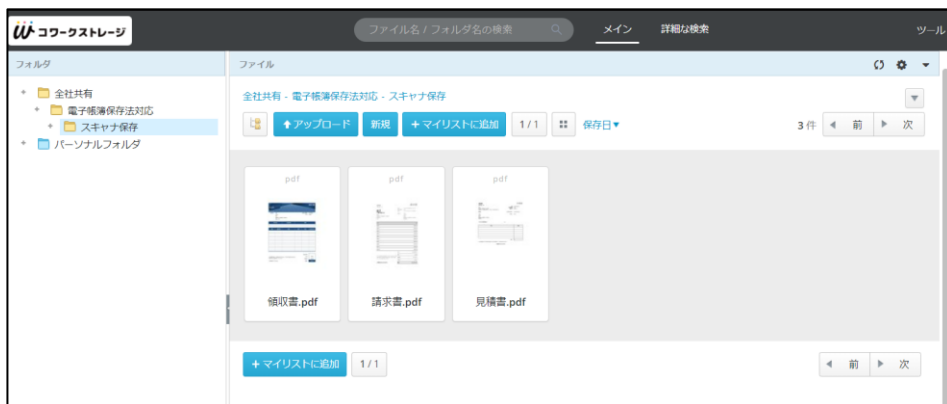 コワークストレージ
ファイル名 / フォルダ名の検索
メイン
詳細な検索
ツール
フォルダ
ファイル
全社共有
電子帳簿保存法対応
スキャナ保存
パーソナルフォルダ
全社共有 - 電子帳簿保存法対応 - スキャナ保存
アップロード
新規
+ マイリストに追加
1 / 1
保存日▼
3 件
前
次
pdf
pdf
pdf
領収書.pdf
請求書.pdf
見積書.pdf
+ マイリストに追加
1 / 1
前
次